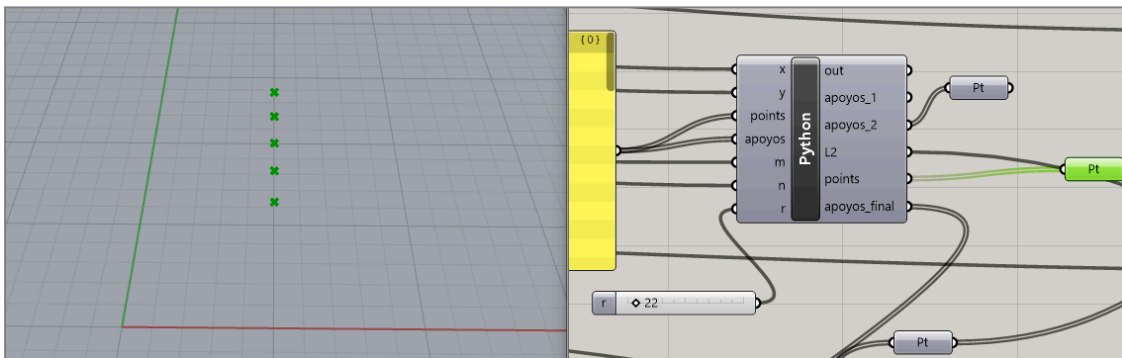 {0}
x
y
points
apoyos
m
n
r
Python
out
apoyos_1
apoyos_2
L2
points
apoyos_final
Pt
Pt
r
22
Pt